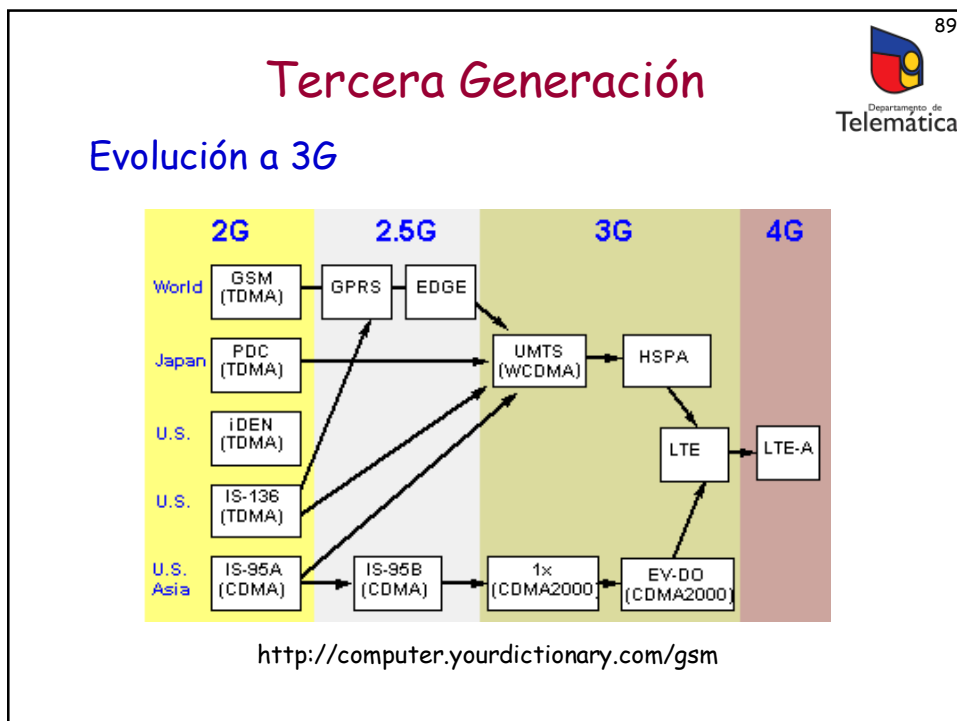 89
Tercera Generación
Departamento de
Telemática
Evolución a 3G
2G 2.5G 3G 4G
World GSM (TDMA) GPRS EDGE
Japan PDC (TDMA) UMTS (WCDMA) HSPA
U.S. iDEN (TDMA) LTE LTE-A
U.S. IS-136 (TDMA)
U.S. Asia IS-95A (CDMA) IS-95B (CDMA) 1x (CDMA2000) EV-DO (CDMA2000)
http://computer.yourdictionary.com/gsm